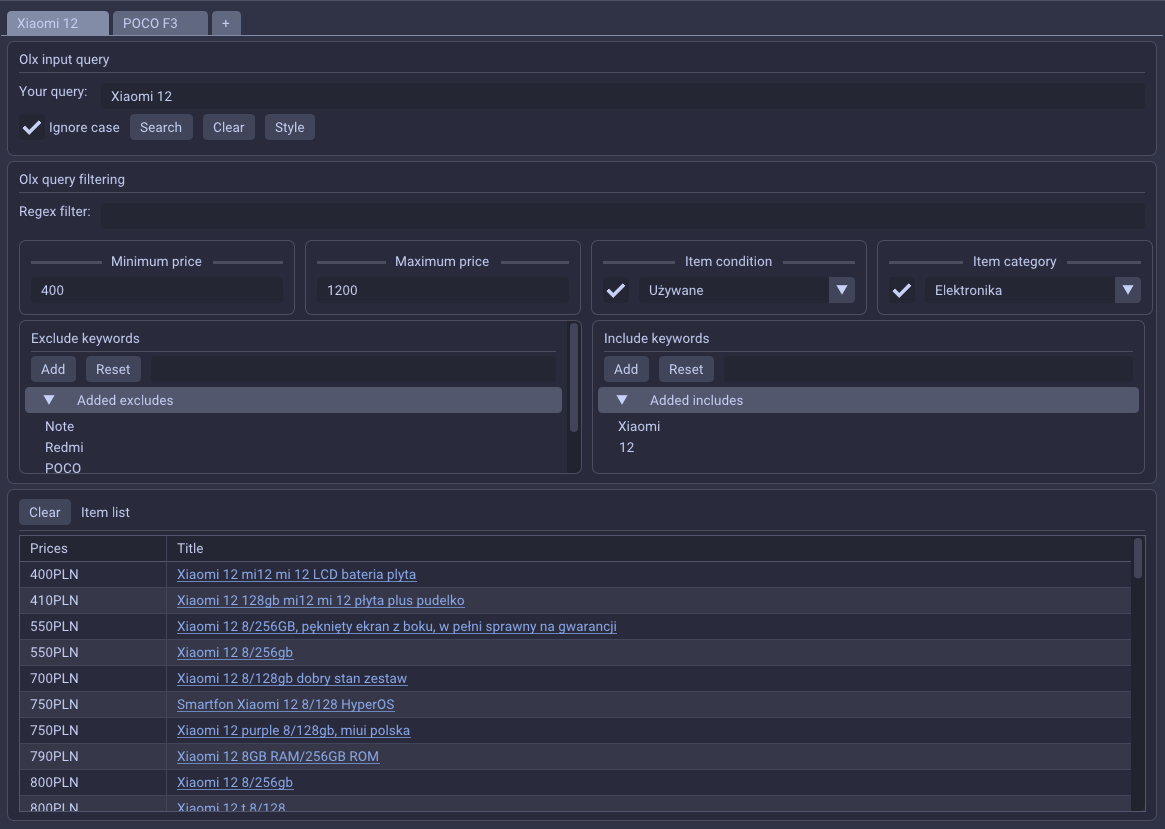 Xiaomi 12 POCO F3 +
Olx input query
Your query: Xiaomi 12
Ignore case Search Clear Style
Olx query filtering
Regex filter:
Minimum price Maximum price Item condition Item category
400 1200 Używane Elektronika
Exclude keywords Include keywords
Add Reset Add Reset
Added excludes Added includes
Note Xiaomi
Redmi 12
POCO
Clear Item list
Prices Title
400PLN Xiaomi 12 mi12 mi 12 LCD bateria plyta
410PLN Xiaomi 12 128gb mi12 mi 12 płyta plus pudelko
550PLN Xiaomi 12 8/256GB, pęknięty ekran z boku, w pełni sprawny na gwarancji
550PLN Xiaomi 12 8/256gb
700PLN Xiaomi 12 8/128gb dobry stan zestaw
750PLN Smartfon Xiaomi 12 8/128 HyperOS
750PLN Xiaomi 12 purple 8/128gb, miui polska
790PLN Xiaomi 12 8GB RAM/256GB ROM
800PLN Xiaomi 12 8/256gb
800PLN Xiaomi 12 t 8/128